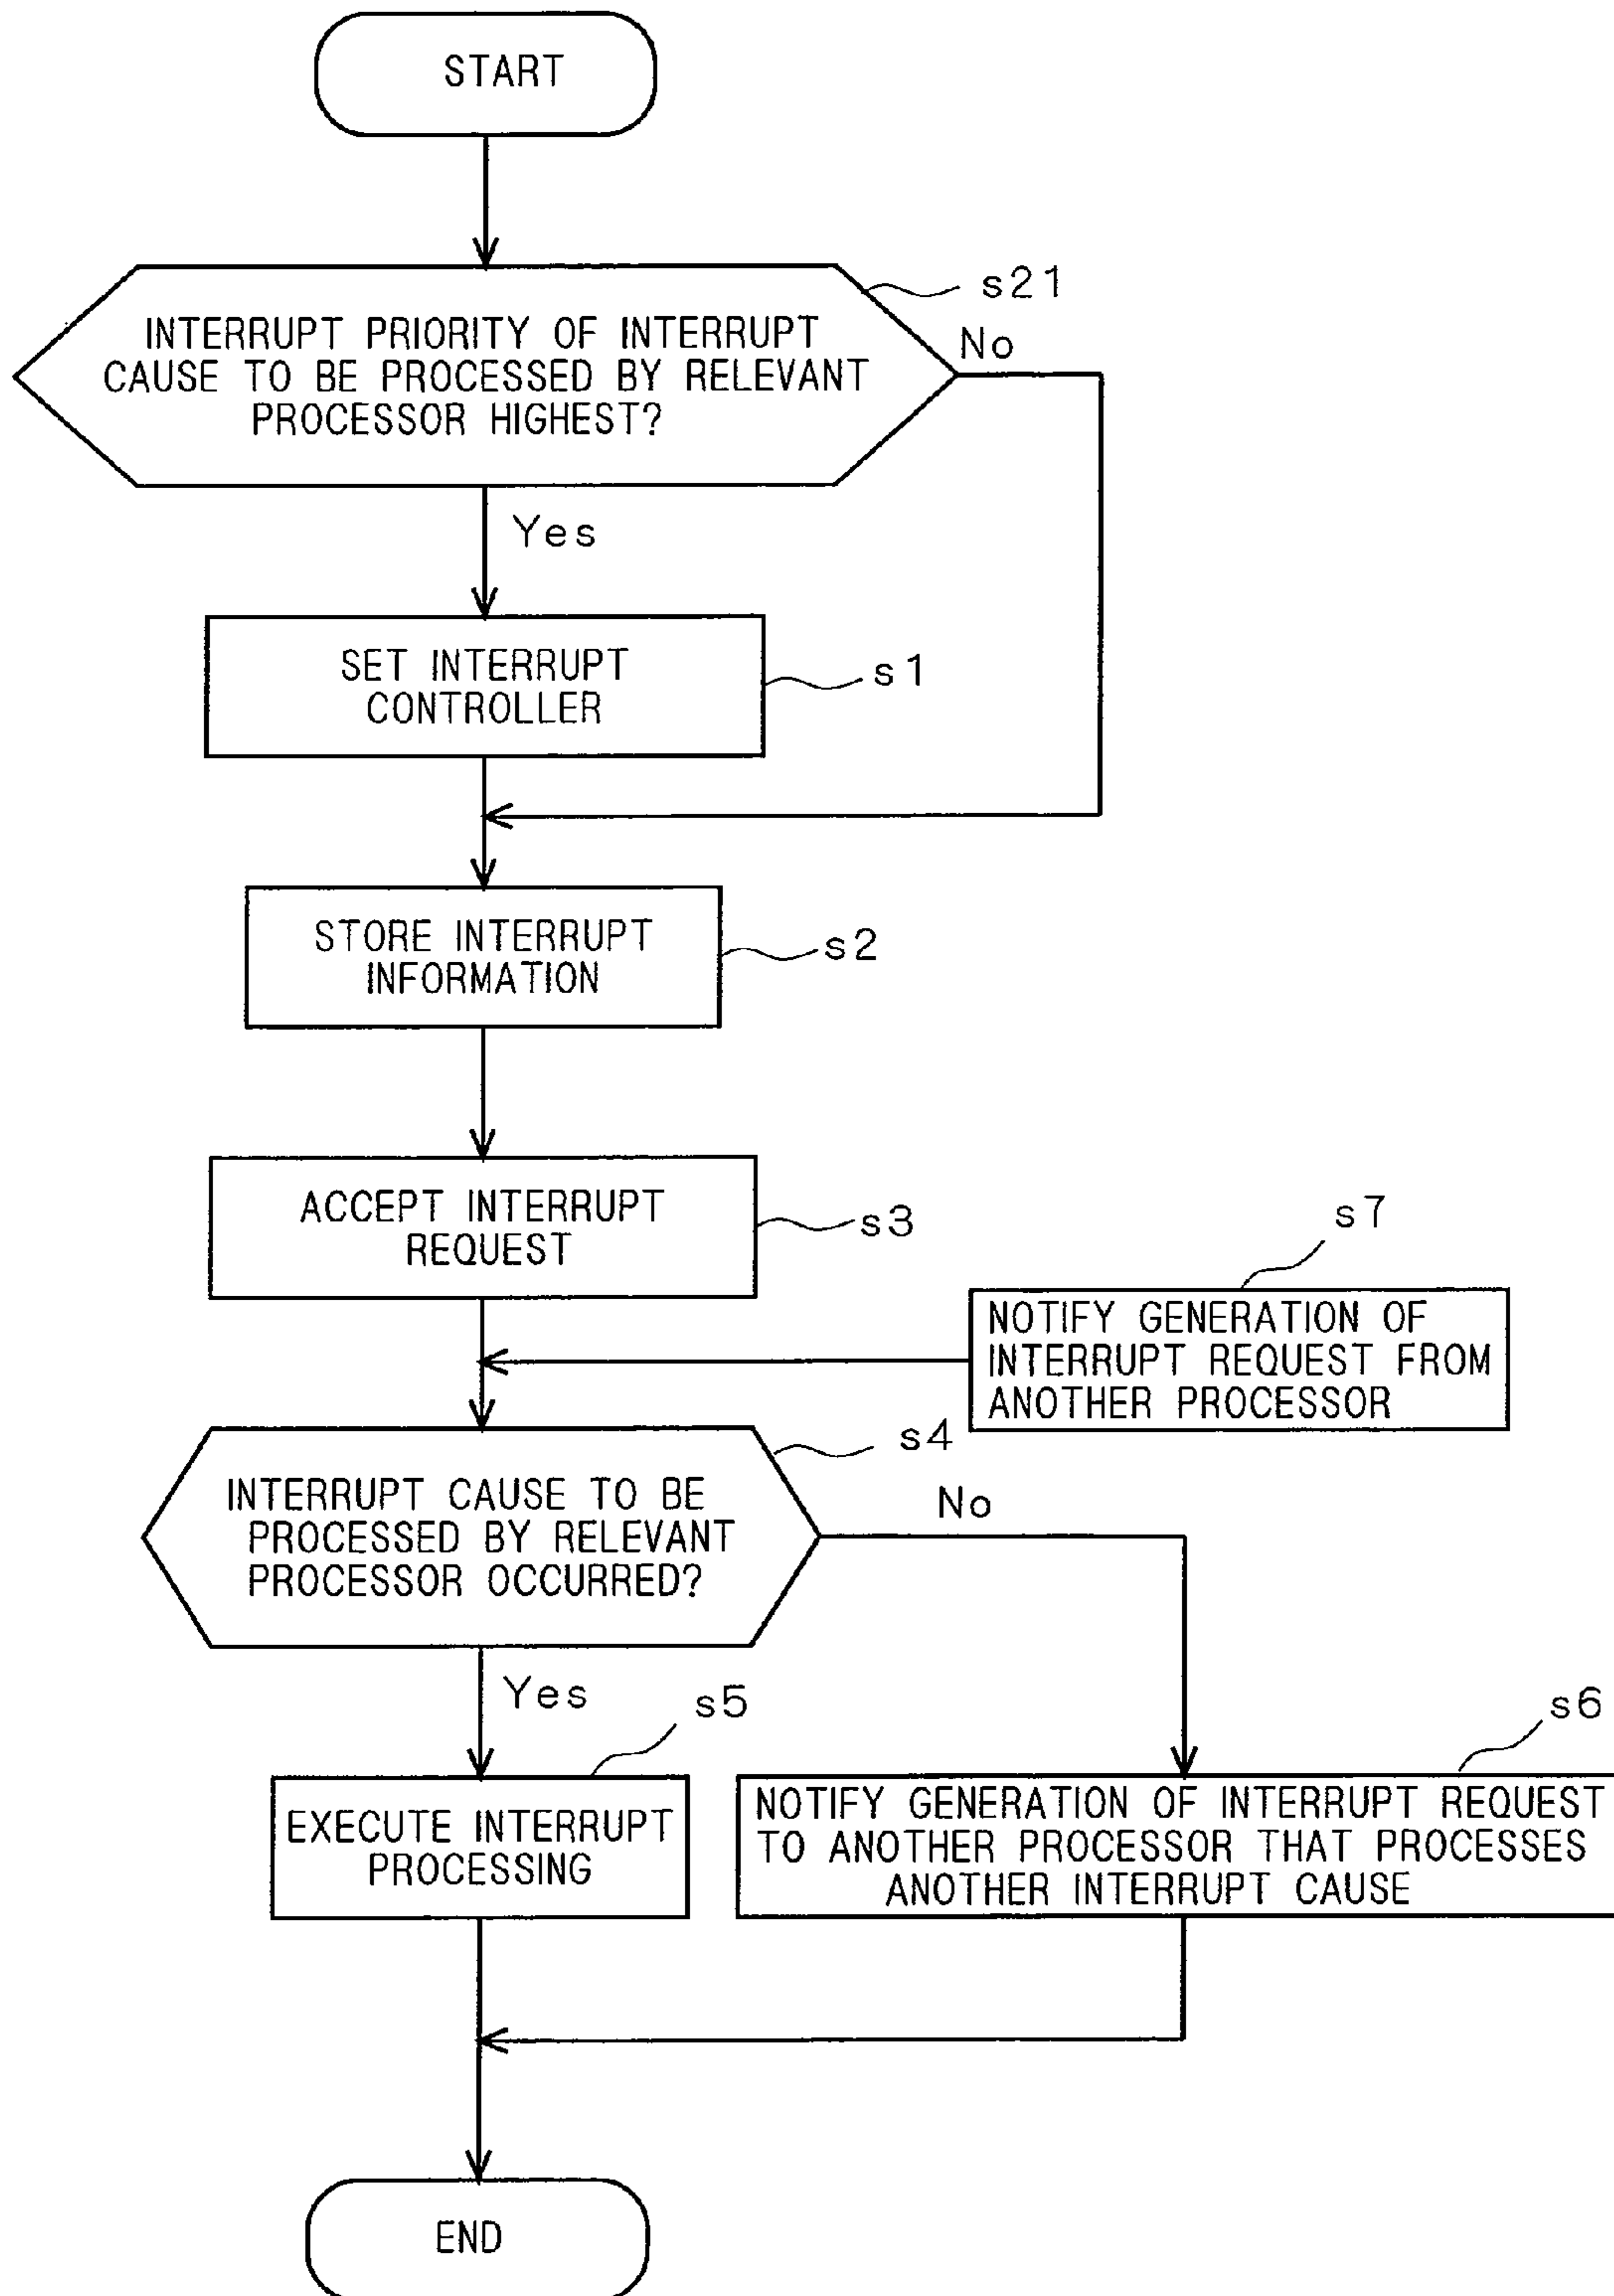 START
s21
INTERRUPT PRIORITY OF INTERRUPT
CAUSE TO BE PROCESSED BY RELEVANT
PROCESSOR HIGHEST?
No
Yes
SET INTERRUPT
CONTROLLER
s1
STORE INTERRUPT
INFORMATION
s2
ACCEPT INTERRUPT
REQUEST
s3
s7
NOTIFY GENERATION OF
INTERRUPT REQUEST FROM
ANOTHER PROCESSOR
s4
INTERRUPT CAUSE TO BE
PROCESSED BY RELEVANT
PROCESSOR OCCURRED?
No
Yes
s5
EXECUTE INTERRUPT
PROCESSING
s6
NOTIFY GENERATION OF INTERRUPT REQUEST
TO ANOTHER PROCESSOR THAT PROCESSES
ANOTHER INTERRUPT CAUSE
END